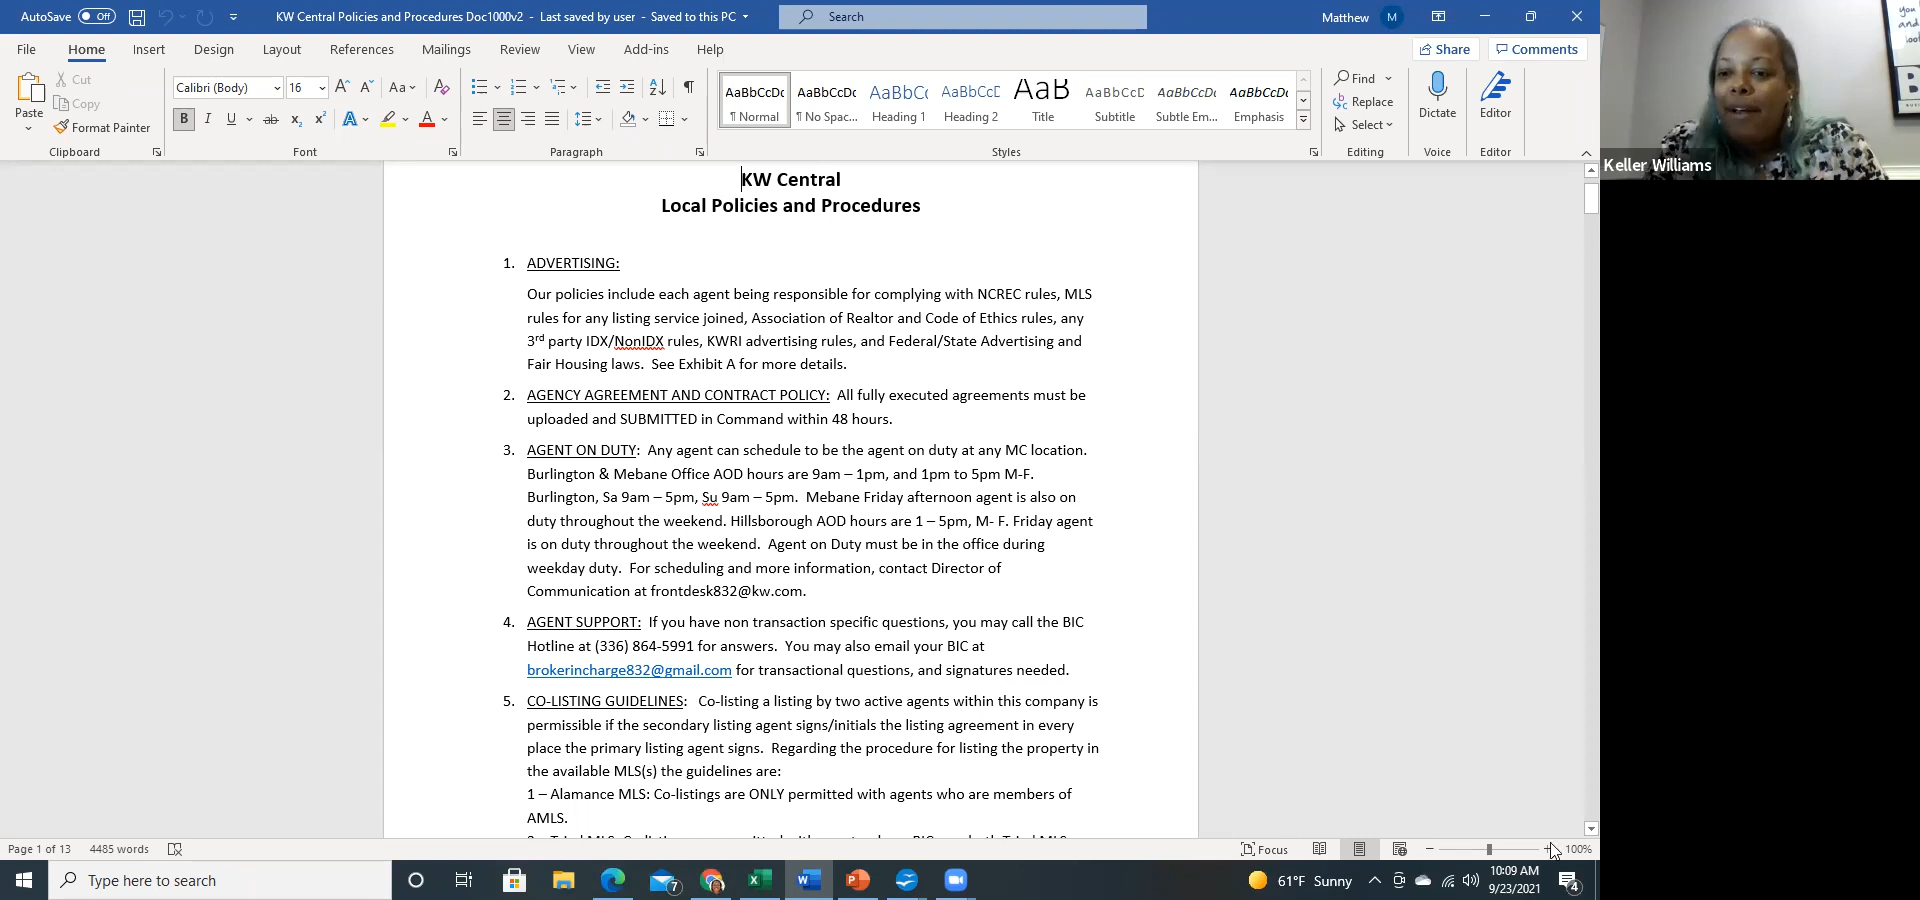 AutoSave Off KW Central Policies and Procedures Doc1000v2 - Last saved by user - Saved to this PC Search Matthew M
File Home Insert Design Layout References Mailings Review View Add-ins Help Share Comments
Cut
Copy
Paste Format Painter
Clipboard
Calibri (Body) 16
Font
Paragraph
AaBbCcDc AaBbCcDc AaBbCc AaBbCcD AaB AaBbCcD AaBbCcDc AaBbCcDc
¶ Normal ¶ No Spac... Heading 1 Heading 2 Title Subtitle Subtle Em... Emphasis
Styles
Find
Replace
Select
Editing
Dictate
Voice
Editor
Editor
you
and
Keller Williams
KW Central
Local Policies and Procedures
1. ADVERTISING:
Our policies include each agent being responsible for complying with NCREC rules, MLS
rules for any listing service joined, Association of Realtor and Code of Ethics rules, any
3rd party IDX/NonIDX rules, KWRI advertising rules, and Federal/State Advertising and
Fair Housing laws. See Exhibit A for more details.
2. AGENCY AGREEMENT AND CONTRACT POLICY: All fully executed agreements must be
uploaded and SUBMITTED in Command within 48 hours.
3. AGENT ON DUTY: Any agent can schedule to be the agent on duty at any MC location.
Burlington & Mebane Office AOD hours are 9am – 1pm, and 1pm to 5pm M-F.
Burlington, Sa 9am – 5pm, Su 9am – 5pm. Mebane Friday afternoon agent is also on
duty throughout the weekend. Hillsborough AOD hours are 1 – 5pm, M- F. Friday agent
is on duty throughout the weekend. Agent on Duty must be in the office during
weekday duty. For scheduling and more information, contact Director of
Communication at frontdesk832@kw.com.
4. AGENT SUPPORT: If you have non transaction specific questions, you may call the BIC
Hotline at (336) 864-5991 for answers. You may also email your BIC at
brokerincharge832@gmail.com for transactional questions, and signatures needed.
5. CO-LISTING GUIDELINES: Co-listing a listing by two active agents within this company is
permissible if the secondary listing agent signs/initials the listing agreement in every
place the primary listing agent signs. Regarding the procedure for listing the property in
the available MLS(s) the guidelines are:
1 – Alamance MLS: Co-listings are ONLY permitted with agents who are members of
AMLS.
Page 1 of 13 4485 words Focus 100%
Type here to search 7 61°F Sunny 10:09 AM
9/23/2021 4